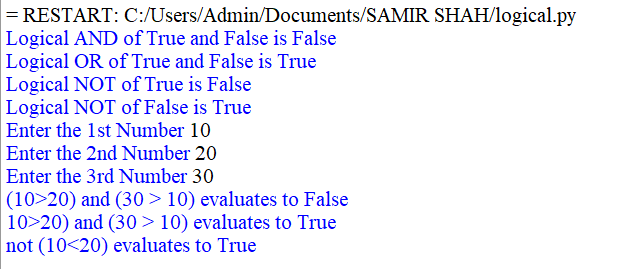 = RESTART: C:/Users/Admin/Documents/SAMIR SHAH/logical.py
Logical AND of True and False is False
Logical OR of True and False is True
Logical NOT of True is False
Logical NOT of False is True
Enter the 1st Number 10
Enter the 2nd Number 20
Enter the 3rd Number 30
(10>20) and (30 > 10) evaluates to False
10>20) and (30 > 10) evaluates to True
not (10<20) evaluates to True